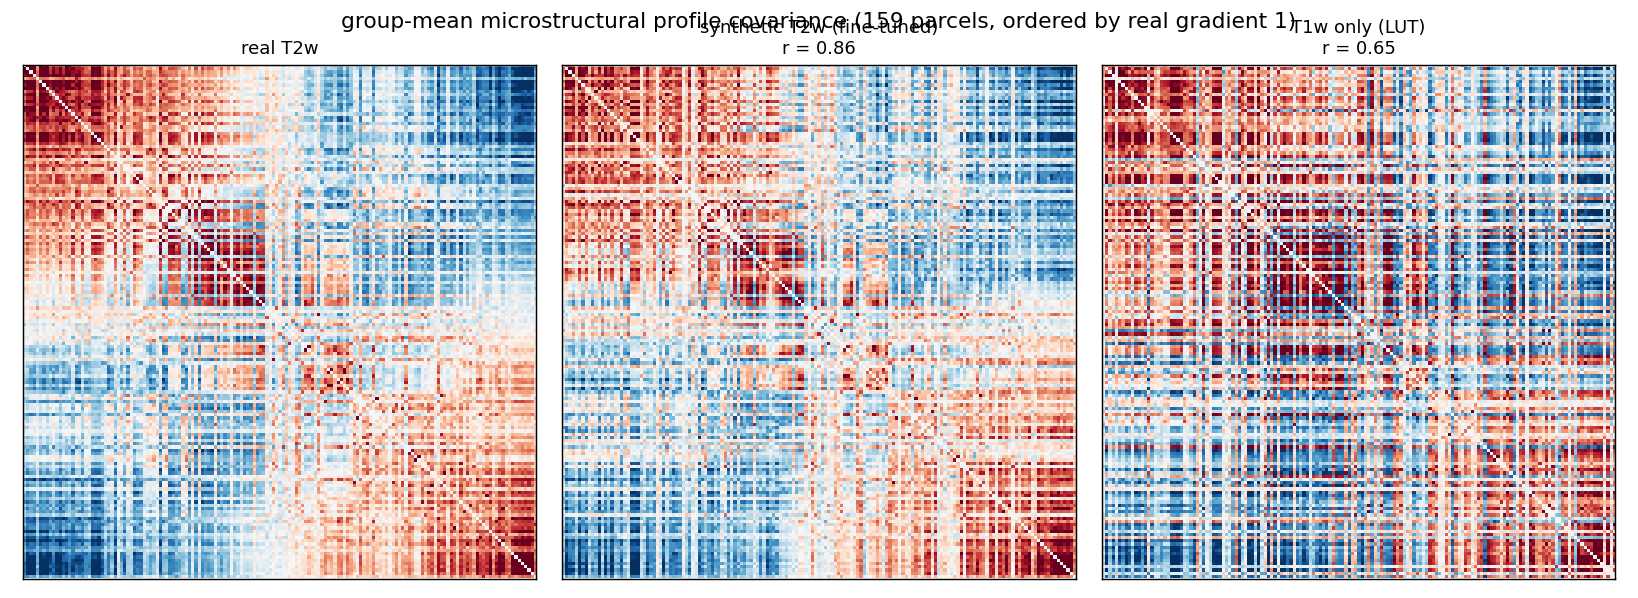 group-mean microstructural profile covariance (159 parcels, ordered by real gradient 1)
real T2w
synthetic T2w (fine-tuned)
r = 0.86
T1w only (LUT)
r = 0.65